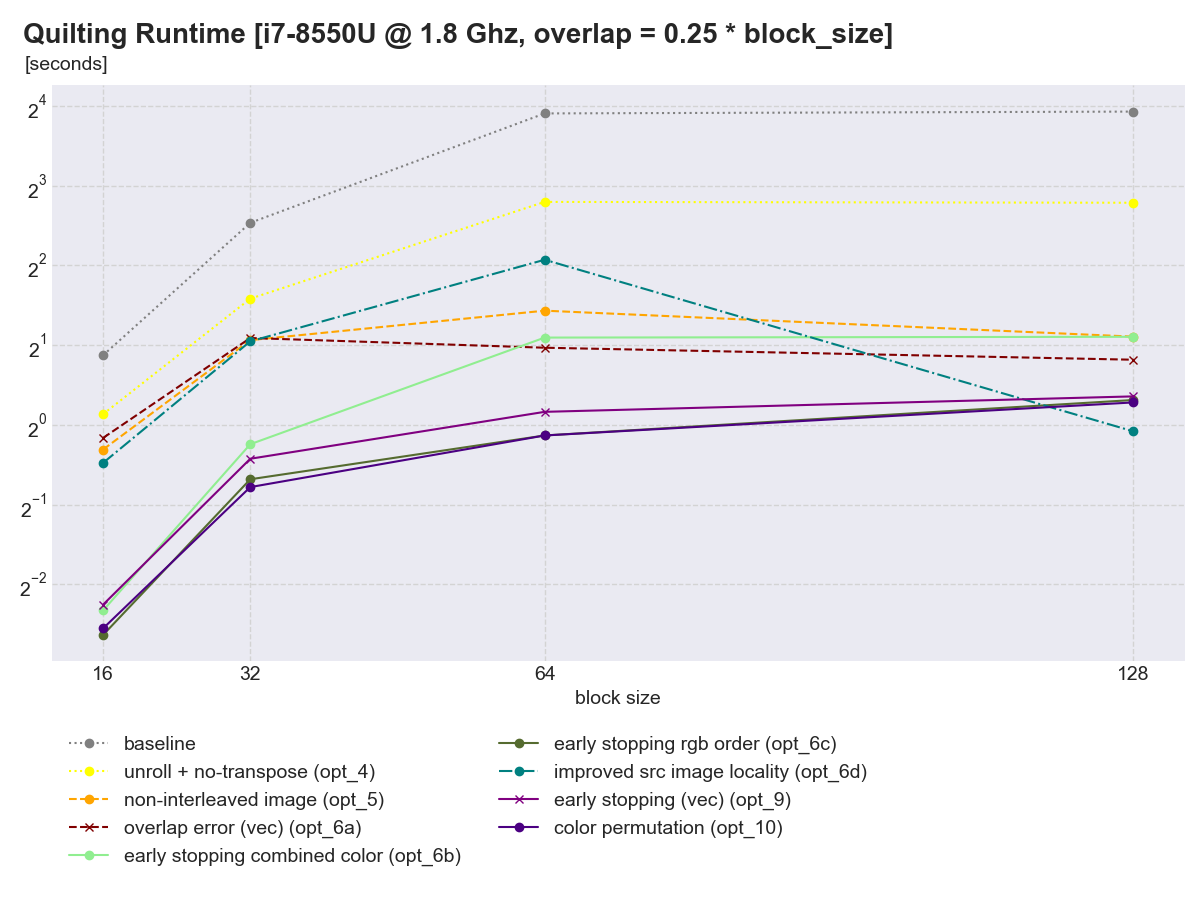 Quilting Runtime [i7-8550U @ 1.8 Ghz, overlap = 0.25 * block_size]
[seconds]
2^4
2^3
2^2
2^1
2^0
2^−1
2^−2
16 32 64 128
block size
baseline
unroll + no-transpose (opt_4)
non-interleaved image (opt_5)
overlap error (vec) (opt_6a)
early stopping combined color (opt_6b)
early stopping rgb order (opt_6c)
improved src image locality (opt_6d)
early stopping (vec) (opt_9)
color permutation (opt_10)